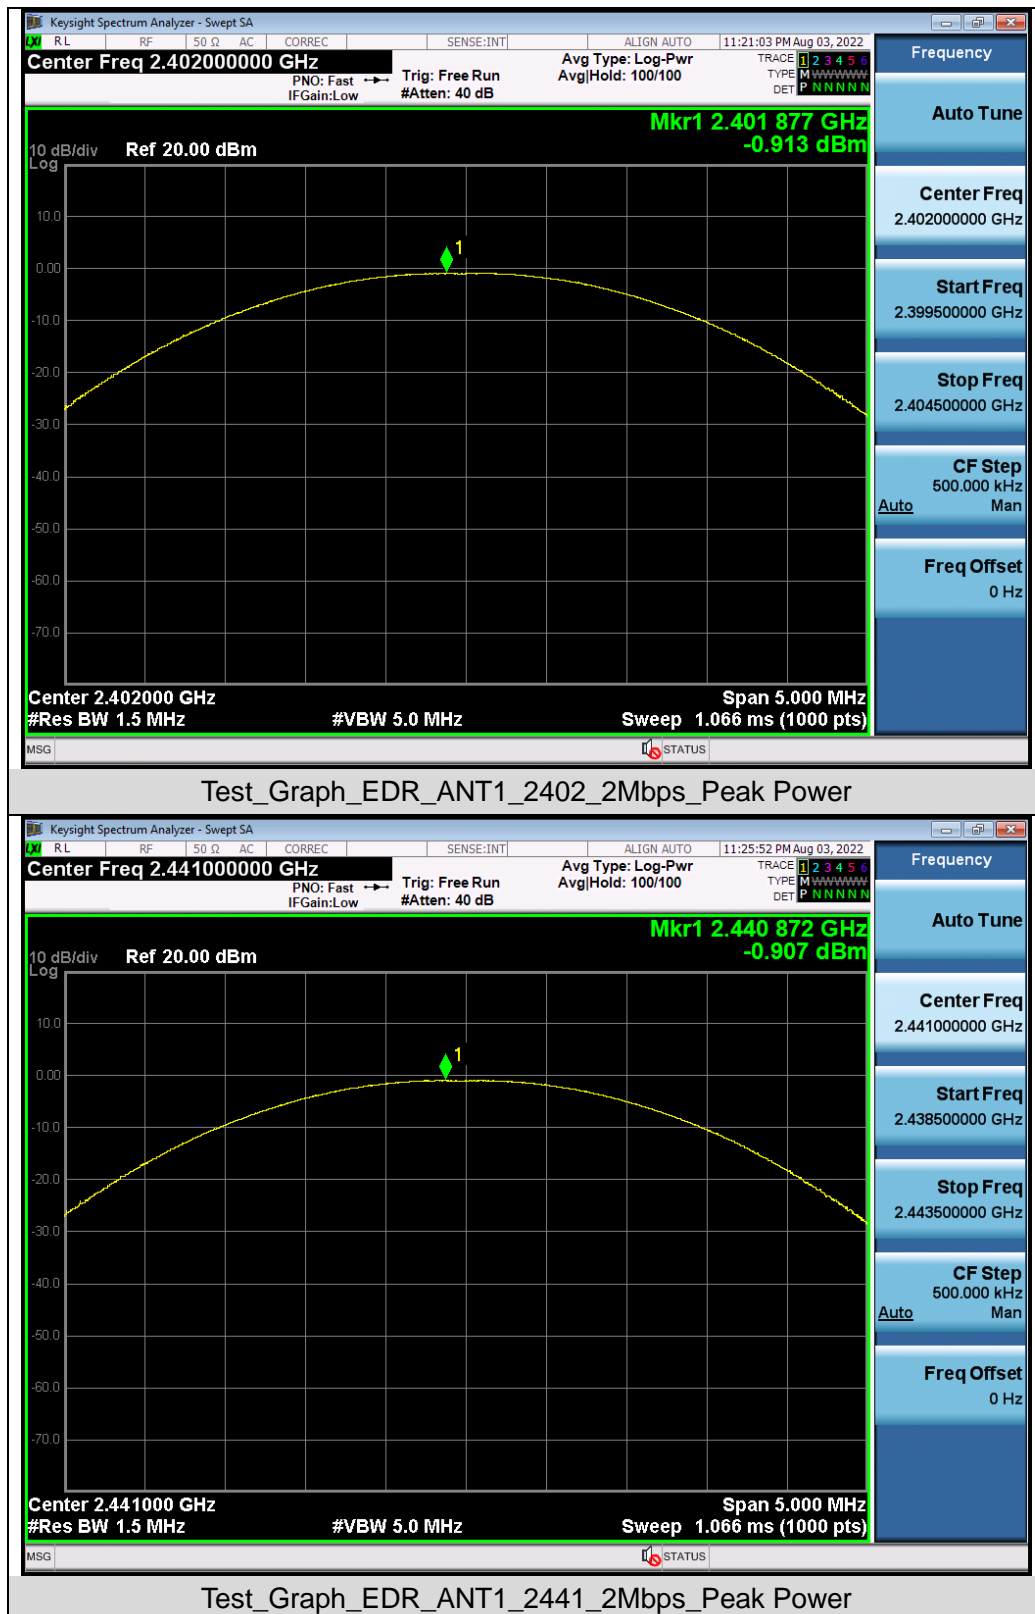 Keysight Spectrum Analyzer - Swept SA
LXI RL RF 50 Ω AC CORREC SENSE:INT ALIGN AUTO 11:21:03 PM Aug 03, 2022
Center Freq 2.402000000 GHz
PNO: Fast
IFGain:Low
Trig: Free Run
#Atten: 40 dB
Avg Type: Log-Pwr
Avg|Hold: 100/100
TRACE 1 2 3 4 5 6
TYPE M WWWWW
DET P N N N N N
Mkr1 2.401 877 GHz
-0.913 dBm
10 dB/div Ref 20.00 dBm
Log
10.0
1
0.00
-10.0
-20.0
-30.0
-40.0
-50.0
-60.0
-70.0
Center 2.402000 GHz Span 5.000 MHz
#Res BW 1.5 MHz #VBW 5.0 MHz Sweep 1.066 ms (1000 pts)
MSG STATUS
Frequency
Auto Tune
Center Freq
2.402000000 GHz
Start Freq
2.399500000 GHz
Stop Freq
2.404500000 GHz
CF Step
500.000 kHz
Auto Man
Freq Offset
0 Hz
Test_Graph_EDR_ANT1_2402_2Mbps_Peak Power
Keysight Spectrum Analyzer - Swept SA
LXI RL RF 50 Ω AC CORREC SENSE:INT ALIGN AUTO 11:25:52 PM Aug 03, 2022
Center Freq 2.441000000 GHz
PNO: Fast
IFGain:Low
Trig: Free Run
#Atten: 40 dB
Avg Type: Log-Pwr
Avg|Hold: 100/100
TRACE 1 2 3 4 5 6
TYPE M WWWWW
DET P N N N N N
Mkr1 2.440 872 GHz
-0.907 dBm
10 dB/div Ref 20.00 dBm
Log
10.0
1
0.00
-10.0
-20.0
-30.0
-40.0
-50.0
-60.0
-70.0
Center 2.441000 GHz Span 5.000 MHz
#Res BW 1.5 MHz #VBW 5.0 MHz Sweep 1.066 ms (1000 pts)
MSG STATUS
Frequency
Auto Tune
Center Freq
2.441000000 GHz
Start Freq
2.438500000 GHz
Stop Freq
2.443500000 GHz
CF Step
500.000 kHz
Auto Man
Freq Offset
0 Hz
Test_Graph_EDR_ANT1_2441_2Mbps_Peak Power